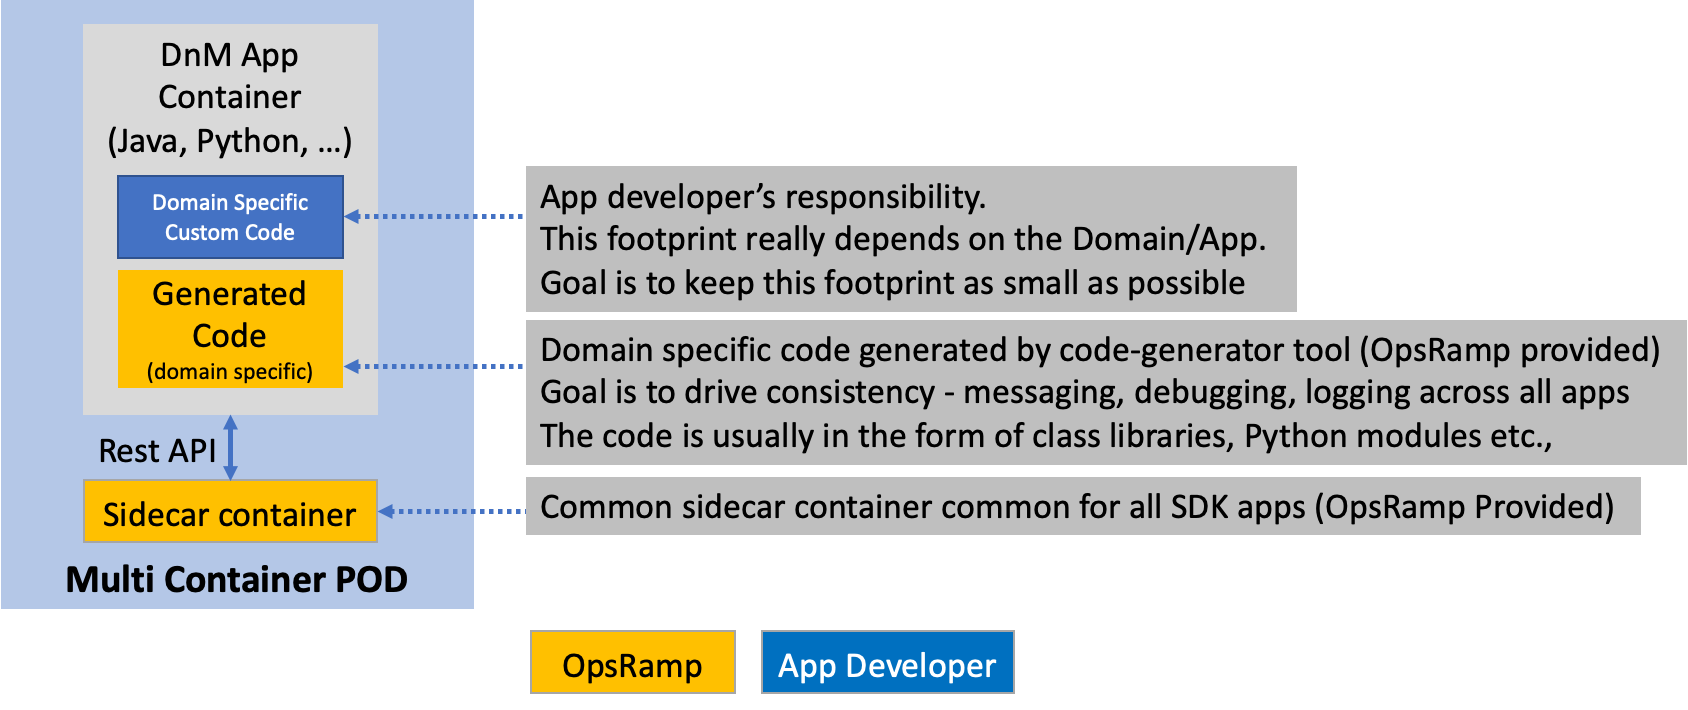 DnM App
Container
(Java, Python, ...)
Domain Specific
Custom Code
Generated
Code
(domain specific)
Rest API
Sidecar container
Multi Container POD
App developer’s responsibility.
This footprint really depends on the Domain/App.
Goal is to keep this footprint as small as possible
Domain specific code generated by code-generator tool (OpsRamp provided)
Goal is to drive consistency - messaging, debugging, logging across all apps
The code is usually in the form of class libraries, Python modules etc.,
Common sidecar container common for all SDK apps (OpsRamp Provided)
OpsRamp
App Developer